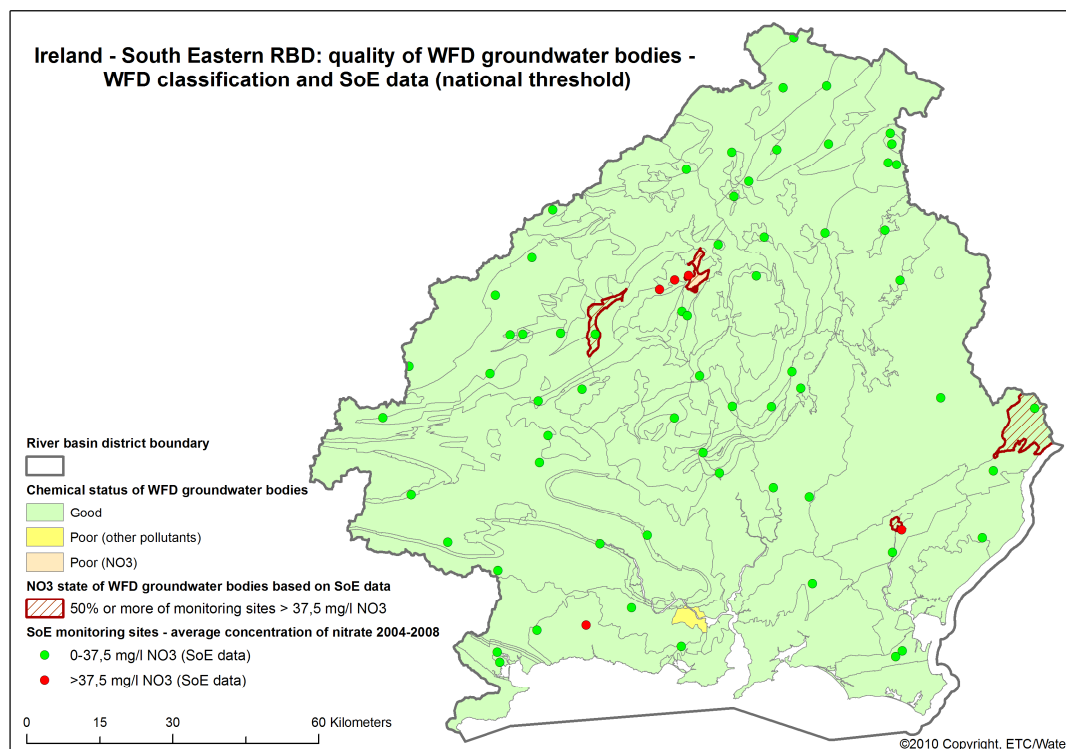 Ireland - South Eastern RBD: quality of WFD groundwater bodies -
WFD classification and SoE data (national threshold)
River basin district boundary
Chemical status of WFD groundwater bodies
Good
Poor (other pollutants)
Poor (NO3)
NO3 state of WFD groundwater bodies based on SoE data
50% or more of monitoring sites > 37,5 mg/l NO3
SoE monitoring sites - average concentration of nitrate 2004-2008
0-37,5 mg/l NO3 (SoE data)
>37,5 mg/l NO3 (SoE data)
0 15 30 60 Kilometers
©2010 Copyright, ETC/Water